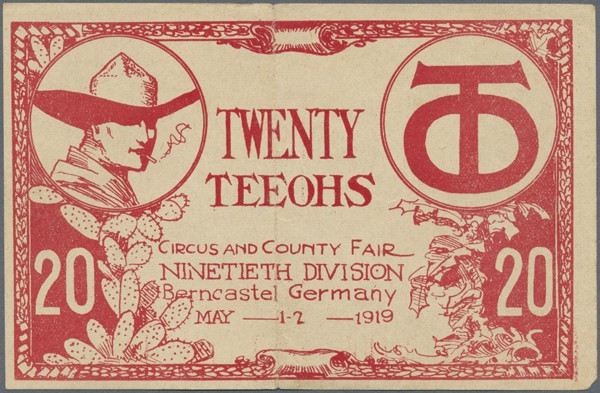 TWENTY
TEEOHS
TO
CIRCUS AND COUNTY FAIR
NINETIETH DIVISION
Berncastel Germany
MAY — 1-2 — 1919
20
20